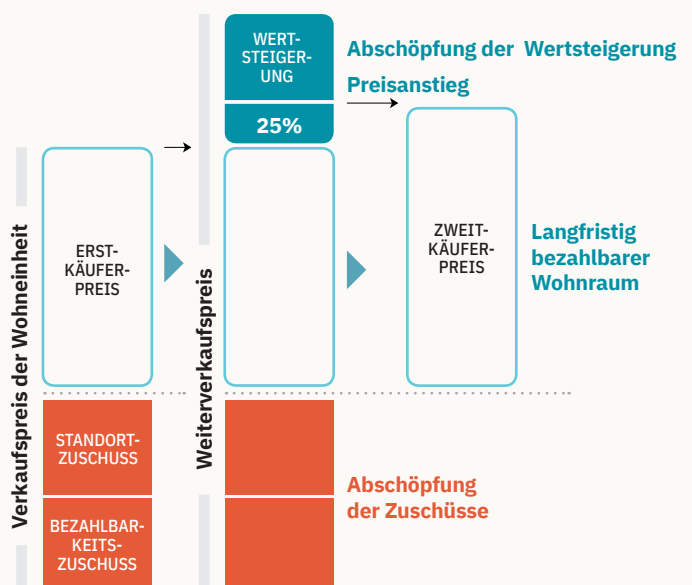 WERT-
STEIGER-
UNG
25%
Abschöpfung der Wertsteigerung
Preisanstieg
Verkaufspreis der Wohneinheit
ERST-
KÄUFER-
PREIS
Weiterverkaufspreis
ZWEIT-
KÄUFER-
PREIS
Langfristig
bezahlbarer
Wohnraum
STANDORT-
ZUSCHUSS
BEZAHLBAR-
KEITS-
ZUSCHUSS
Abschöpfung
der Zuschüsse